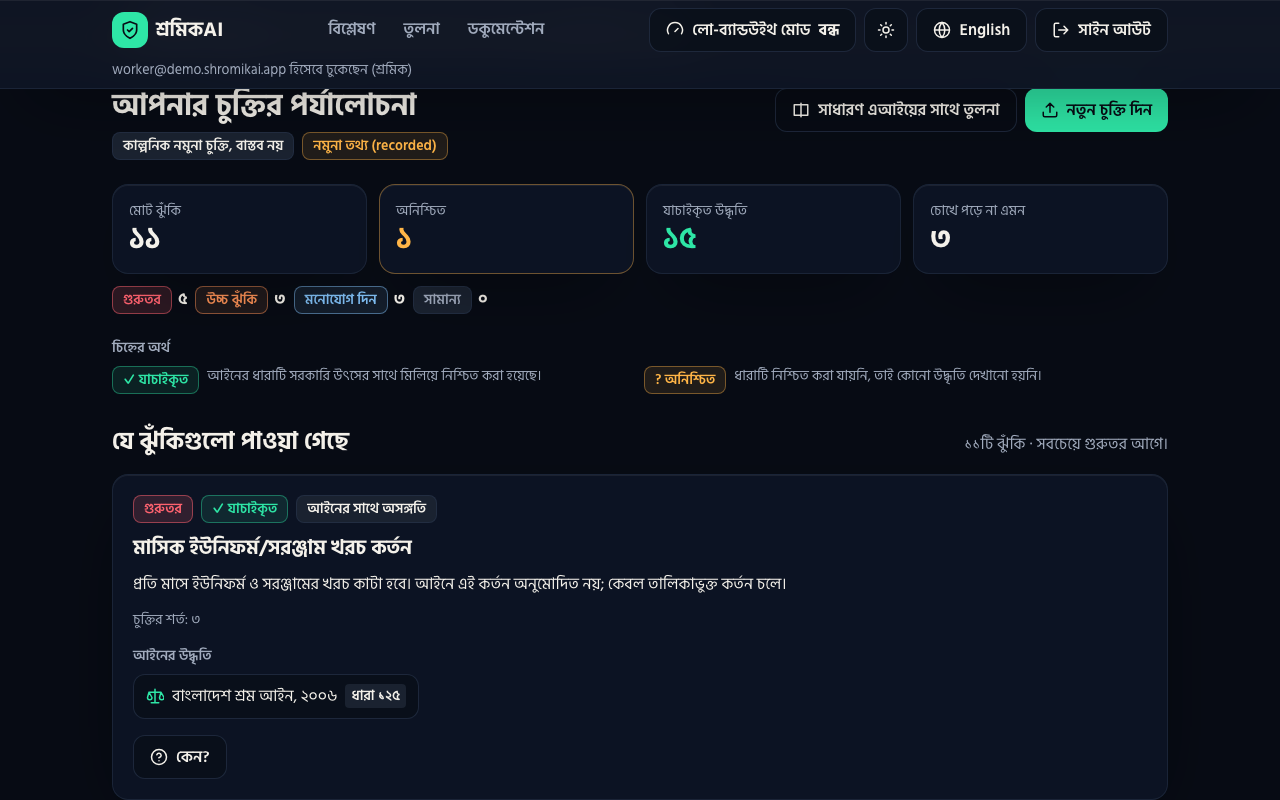 শ্রমিকAI
বিশ্লেষণ
তুলনা
ডকুমেন্টেশন
লো-ব্যান্ডউইথ মোড বন্ধ
English
সাইন আউট
worker@demo.shromikai.app হিসেবে ঢুকেছেন (শ্রমিক)
আপনার চুক্তির পর্যালোচনা
সাধারণ এআইয়ের সাথে তুলনা
নতুন চুক্তি দিন
কাল্পনিক নমুনা চুক্তি, বাস্তব নয়
নমুনা তথ্য (recorded)
মোট ঝুঁকি
১১
অনিশ্চিত
১
যাচাইকৃত উদ্ধৃতি
১৫
চোখে পড়ে না এমন
৩
গুরুতর ৫ উচ্চ ঝুঁকি ৩ মনোযোগ দিন ৩ সামান্য ০
চিহ্নের অর্থ
✓ যাচাইকৃত আইনের ধারাটি সরকারি উৎসের সাথে মিলিয়ে নিশ্চিত করা হয়েছে।
? অনিশ্চিত ধারাটি নিশ্চিত করা যায়নি, তাই কোনো উদ্ধৃতি দেখানো হয়নি।
যে ঝুঁকিগুলো পাওয়া গেছে
১১টি ঝুঁকি · সবচেয়ে গুরুতর আগে।
গুরুতর ✓ যাচাইকৃত আইনের সাথে অসঙ্গতি
মাসিক ইউনিফর্ম/সরঞ্জাম খরচ কর্তন
প্রতি মাসে ইউনিফর্ম ও সরঞ্জামের খরচ কাটা হবে। আইনে এই কর্তন অনুমোদিত নয়; কেবল তালিকাভুক্ত কর্তন চলে।
চুক্তির শর্ত: ৩
আইনের উদ্ধৃতি
বাংলাদেশ শ্রম আইন, ২০০৬ ধারা ১২৫
কেন?